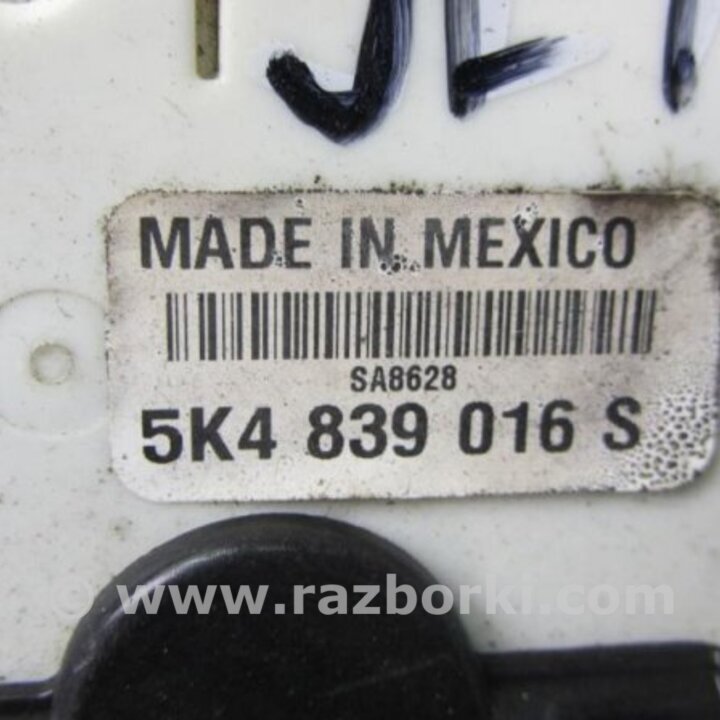 MADE IN MEXICO
SA8628
5K4 839 016 S
© www.razborki.com